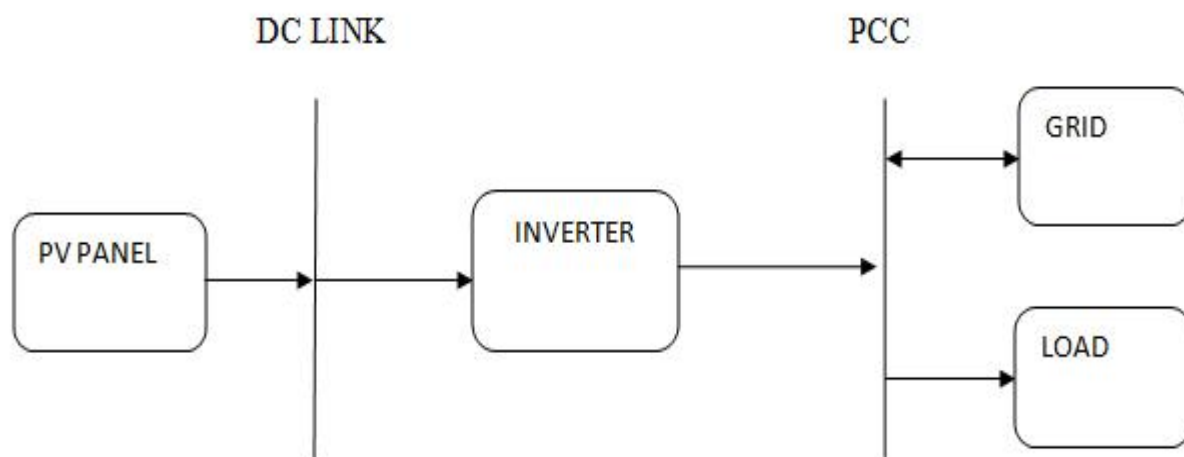 DC LINK
PCC
GRID
PV PANEL
INVERTER
LOAD